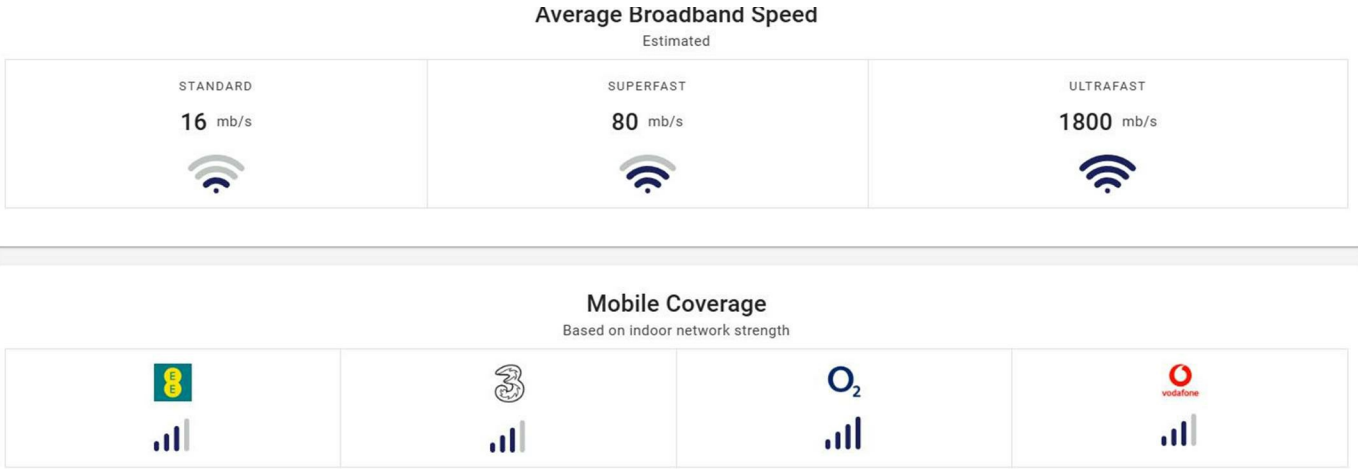 Average Broadband Speed
Estimated
STANDARD
SUPERFAST
ULTRAFAST
16 mb/s
80 mb/s
1800 mb/s
Mobile Coverage
Based on indoor network strength
E
E
3
O2
vodafone